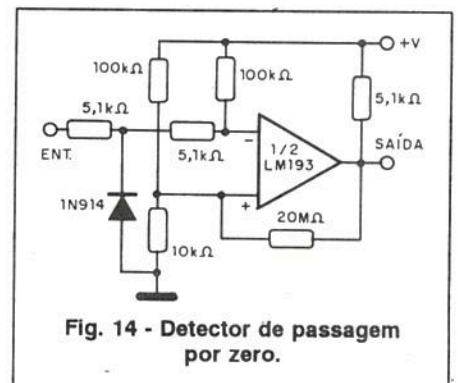 +V
100kΩ
100kΩ
5,1kΩ
5,1kΩ
ENT.
5,1kΩ
−
1/2
LM193
SAÍDA
1N914
+
20MΩ
10kΩ
Fig. 14 - Detector de passagem
por zero.